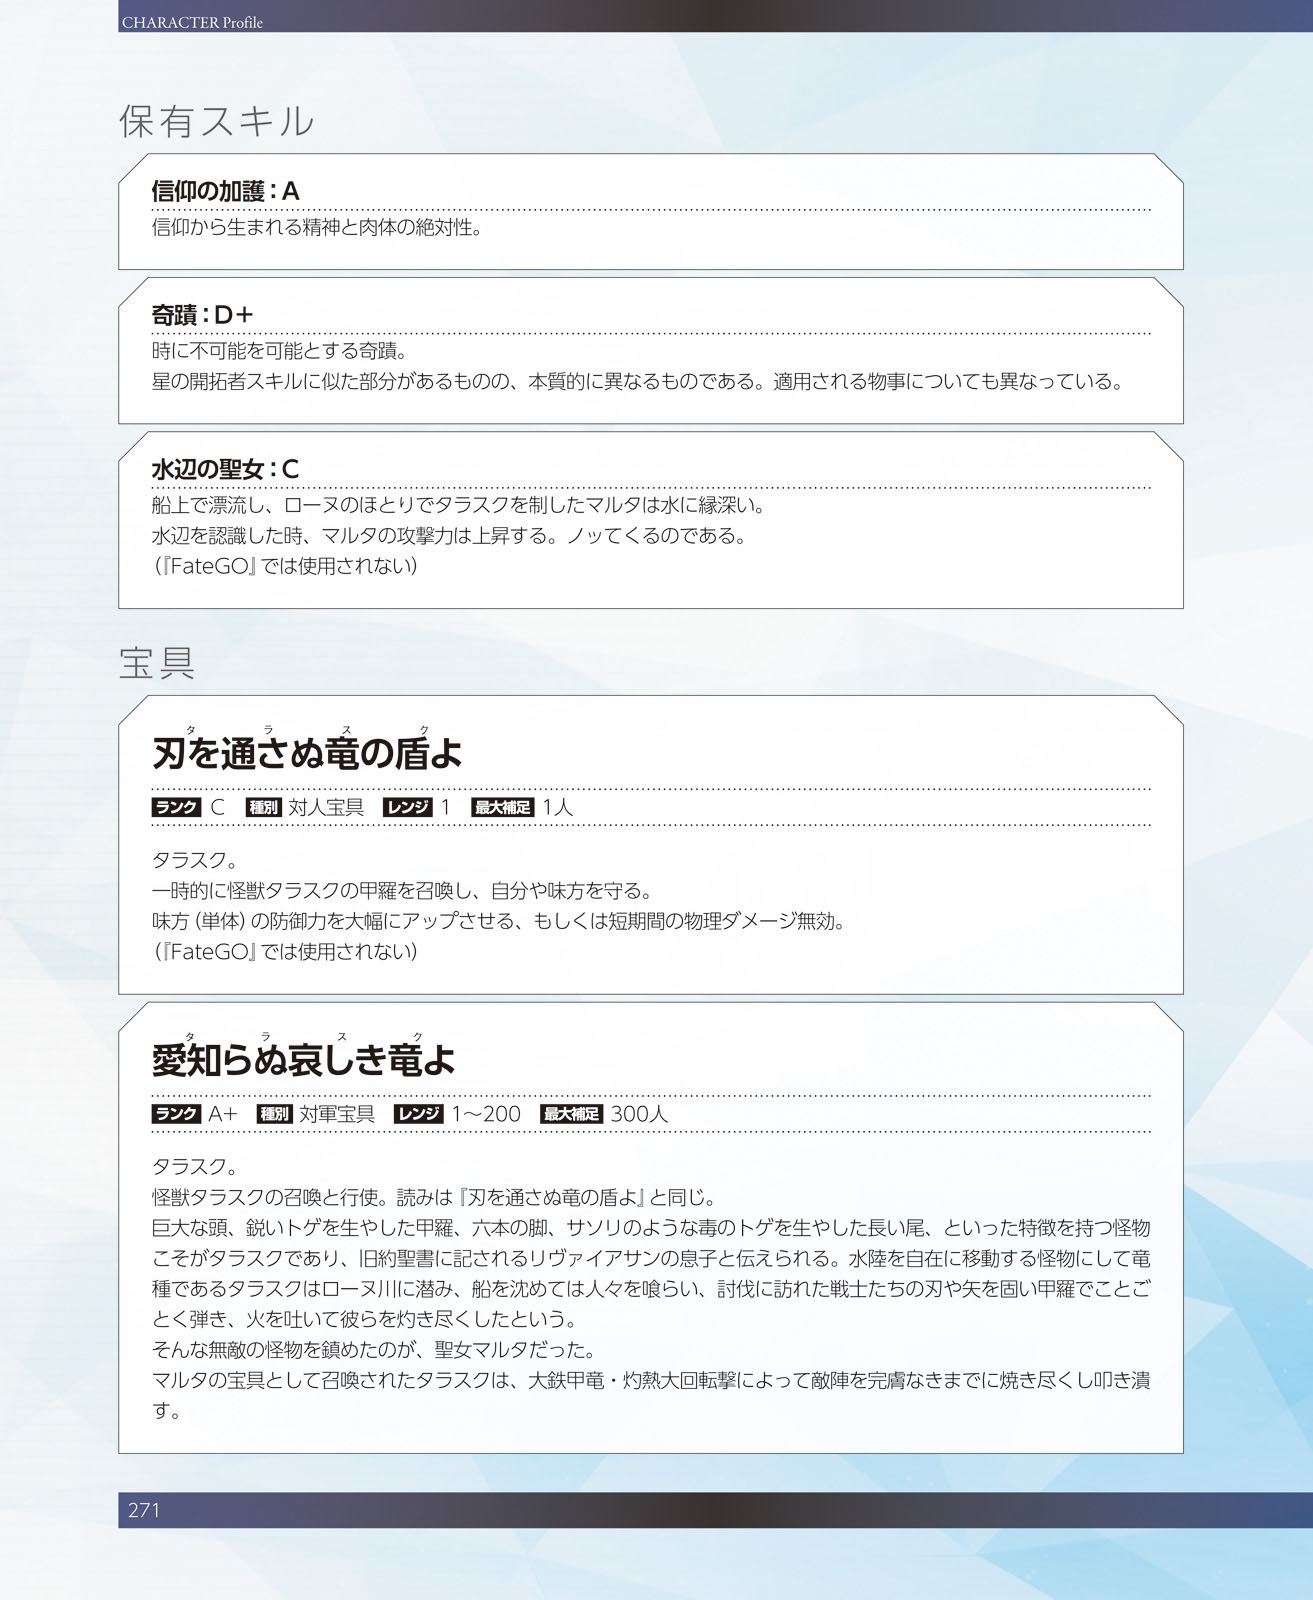 CHARACTER Profile
保有スキル
信仰の加護：A
信仰から生まれる精神と肉体の絶対性。
奇蹟：D＋
時に不可能を可能とする奇蹟。
星の開拓者スキルに似た部分があるものの、本質的に異なるものである。適用される物事についても異なっている。
水辺の聖女：C
船上で漂流し、ローヌのほとりでタラスクを制したマルタは水に縁深い。
水辺を認識した時、マルタの攻撃力は上昇する。ノッてくるのである。
（『FateGO』では使用されない）
宝具
タラスク
刃を通さぬ竜の盾よ
ランク C 種別 対人宝具 レンジ 1 最大補足 1人
タラスク。
一時的に怪獣タラスクの甲羅を召喚し、自分や味方を守る。
味方（単体）の防御力を大幅にアップさせる、もしくは短期間の物理ダメージ無効。
（『FateGO』では使用されない）
タラスク
愛知らぬ哀しき竜よ
ランク A+ 種別 対軍宝具 レンジ 1～200 最大補足 300人
タラスク。
怪獣タラスクの召喚と行使。読みは『刃を通さぬ竜の盾よ』と同じ。
巨大な頭、鋭いトゲを生やした甲羅、六本の脚、サソリのような毒のトゲを生やした長い尾、といった特徴を持つ怪物
こそがタラスクであり、旧約聖書に記されるリヴァイアサンの息子と伝えられる。水陸を自在に移動する怪物にして竜
種であるタラスクはローヌ川に潜み、船を沈めては人々を喰らい、討伐に訪れた戦士たちの刃や矢を固い甲羅でことご
とく弾き、火を吐いて彼らを灼き尽くしたという。
そんな無敵の怪物を鎮めたのが、聖女マルタだった。
マルタの宝具として召喚されたタラスクは、大鉄甲竜・灼熱大回転撃によって敵陣を完膚なきまでに焼き尽くし叩き潰
す。
271